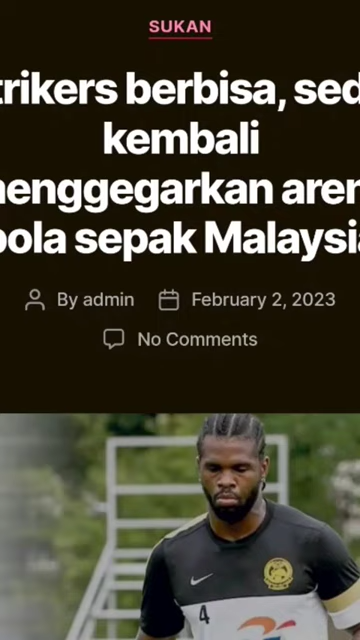 SUKAN
trikers berbisa, sed
kembali
nenggegarkan aren
bola sepak Malaysia
By admin February 2, 2023
No Comments
4